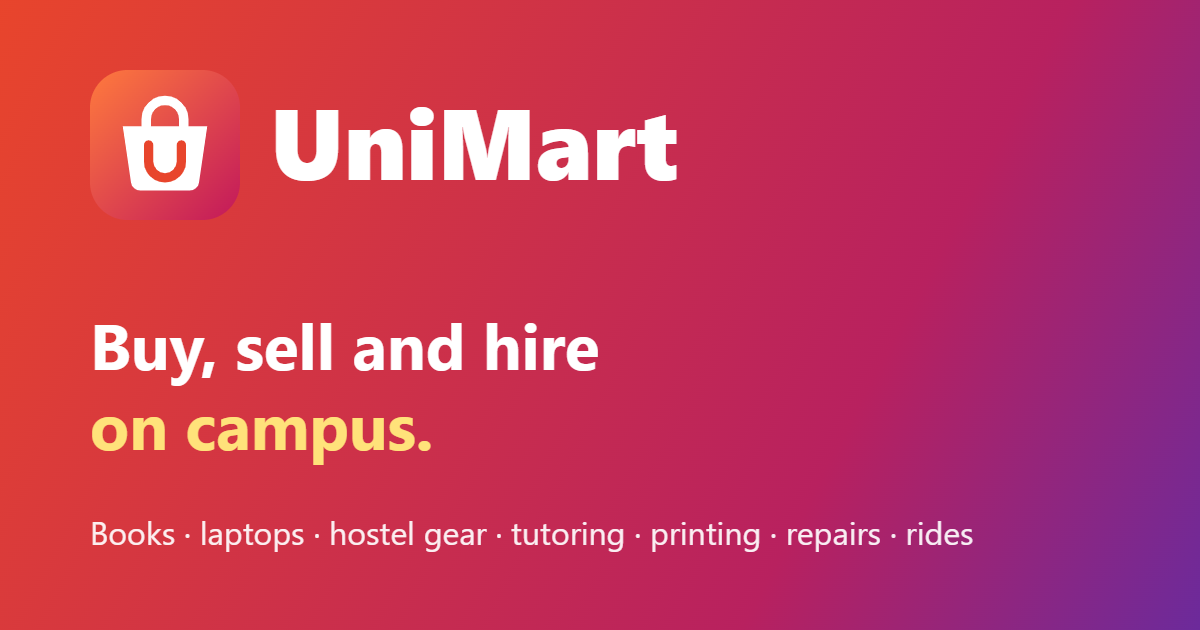 UniMart
Buy, sell and hire
on campus.
Books · laptops · hostel gear · tutoring · printing · repairs · rides